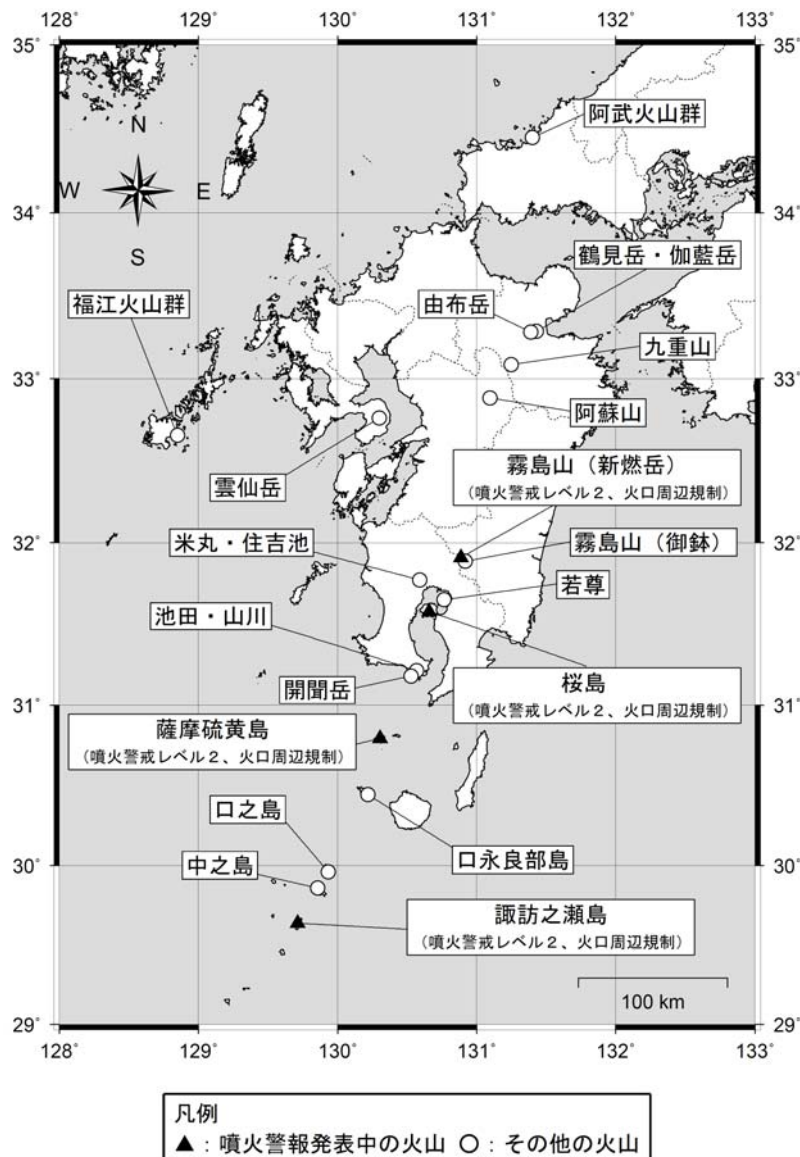 128˚ 129˚ 130˚ 131˚ 132˚ 133˚
35˚ 35˚
N
阿武火山群
W E
34˚ 34˚
S
鶴見岳・伽藍岳
福江火山群
由布岳
九重山
33˚ 33˚
阿蘇山
霧島山（新燃岳）
（噴火警戒レベル２、火口周辺規制）
雲仙岳
米丸・住吉池
32˚ 32˚
霧島山（御鉢）
若尊
池田・山川
桜島
（噴火警戒レベル２、火口周辺規制）
開聞岳
31˚ 31˚
薩摩硫黄島
（噴火警戒レベル２、火口周辺規制）
口之島
口永良部島
中之島
30˚ 30˚
諏訪之瀬島
（噴火警戒レベル２、火口周辺規制）
100 km
29˚ 29˚
128˚ 129˚ 130˚ 131˚ 132˚ 133˚
凡例
▲：噴火警報発表中の火山 ○：その他の火山